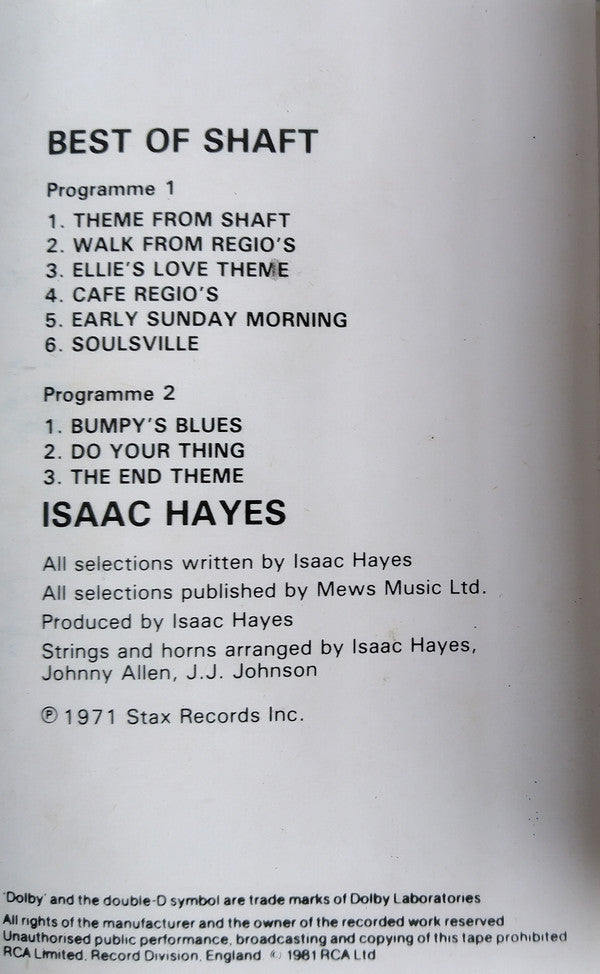 BEST OF SHAFT
Programme 1
1. THEME FROM SHAFT
2. WALK FROM REGIO'S
3. ELLIE'S LOVE THEME
4. CAFE REGIO'S
5. EARLY SUNDAY MORNING
6. SOULSVILLE
Programme 2
1. BUMPY'S BLUES
2. DO YOUR THING
3. THE END THEME
ISAAC HAYES
All selections written by Isaac Hayes
All selections published by Mews Music Ltd.
Produced by Isaac Hayes
Strings and horns arranged by Isaac Hayes,
Johnny Allen, J.J. Johnson
℗ 1971 Stax Records Inc.
'Dolby' and the double-D symbol are trade marks of Dolby Laboratories
All rights of the manufacturer and the owner of the recorded work reserved
Unauthorised public performance, broadcasting and copying of this tape prohibited
RCA Limited, Record Division, England © 1981 RCA Ltd